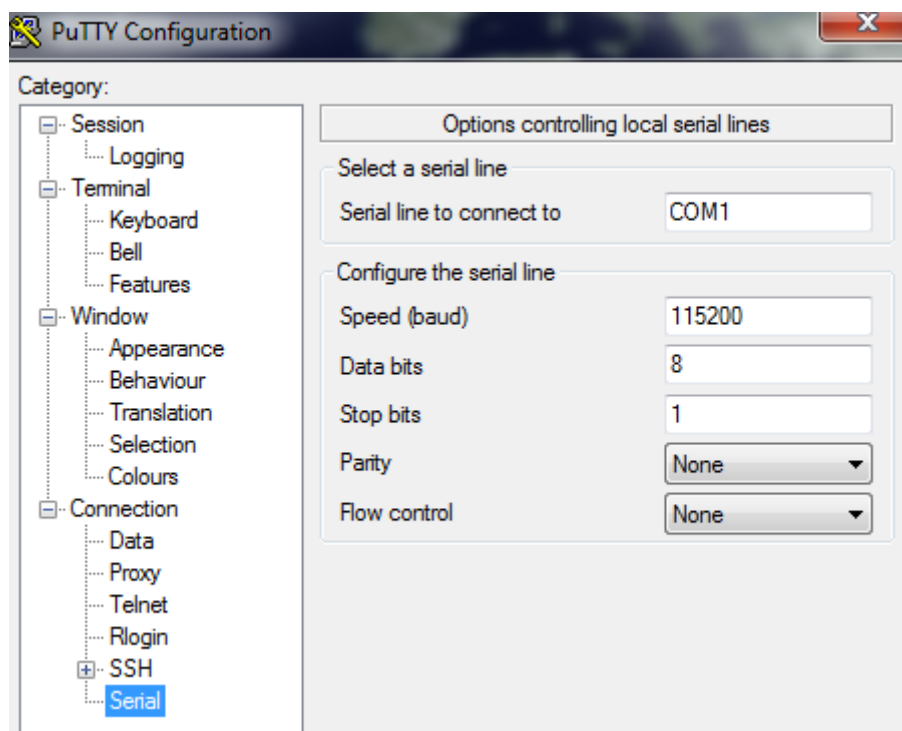 PuTTY Configuration
x
Category:
Session
Logging
Terminal
Keyboard
Bell
Features
Window
Appearance
Behaviour
Translation
Selection
Colours
Connection
Data
Proxy
Telnet
Rlogin
SSH
Serial
Options controlling local serial lines
Select a serial line
Serial line to connect to COM1
Configure the serial line
Speed (baud) 115200
Data bits 8
Stop bits 1
Parity None
Flow control None